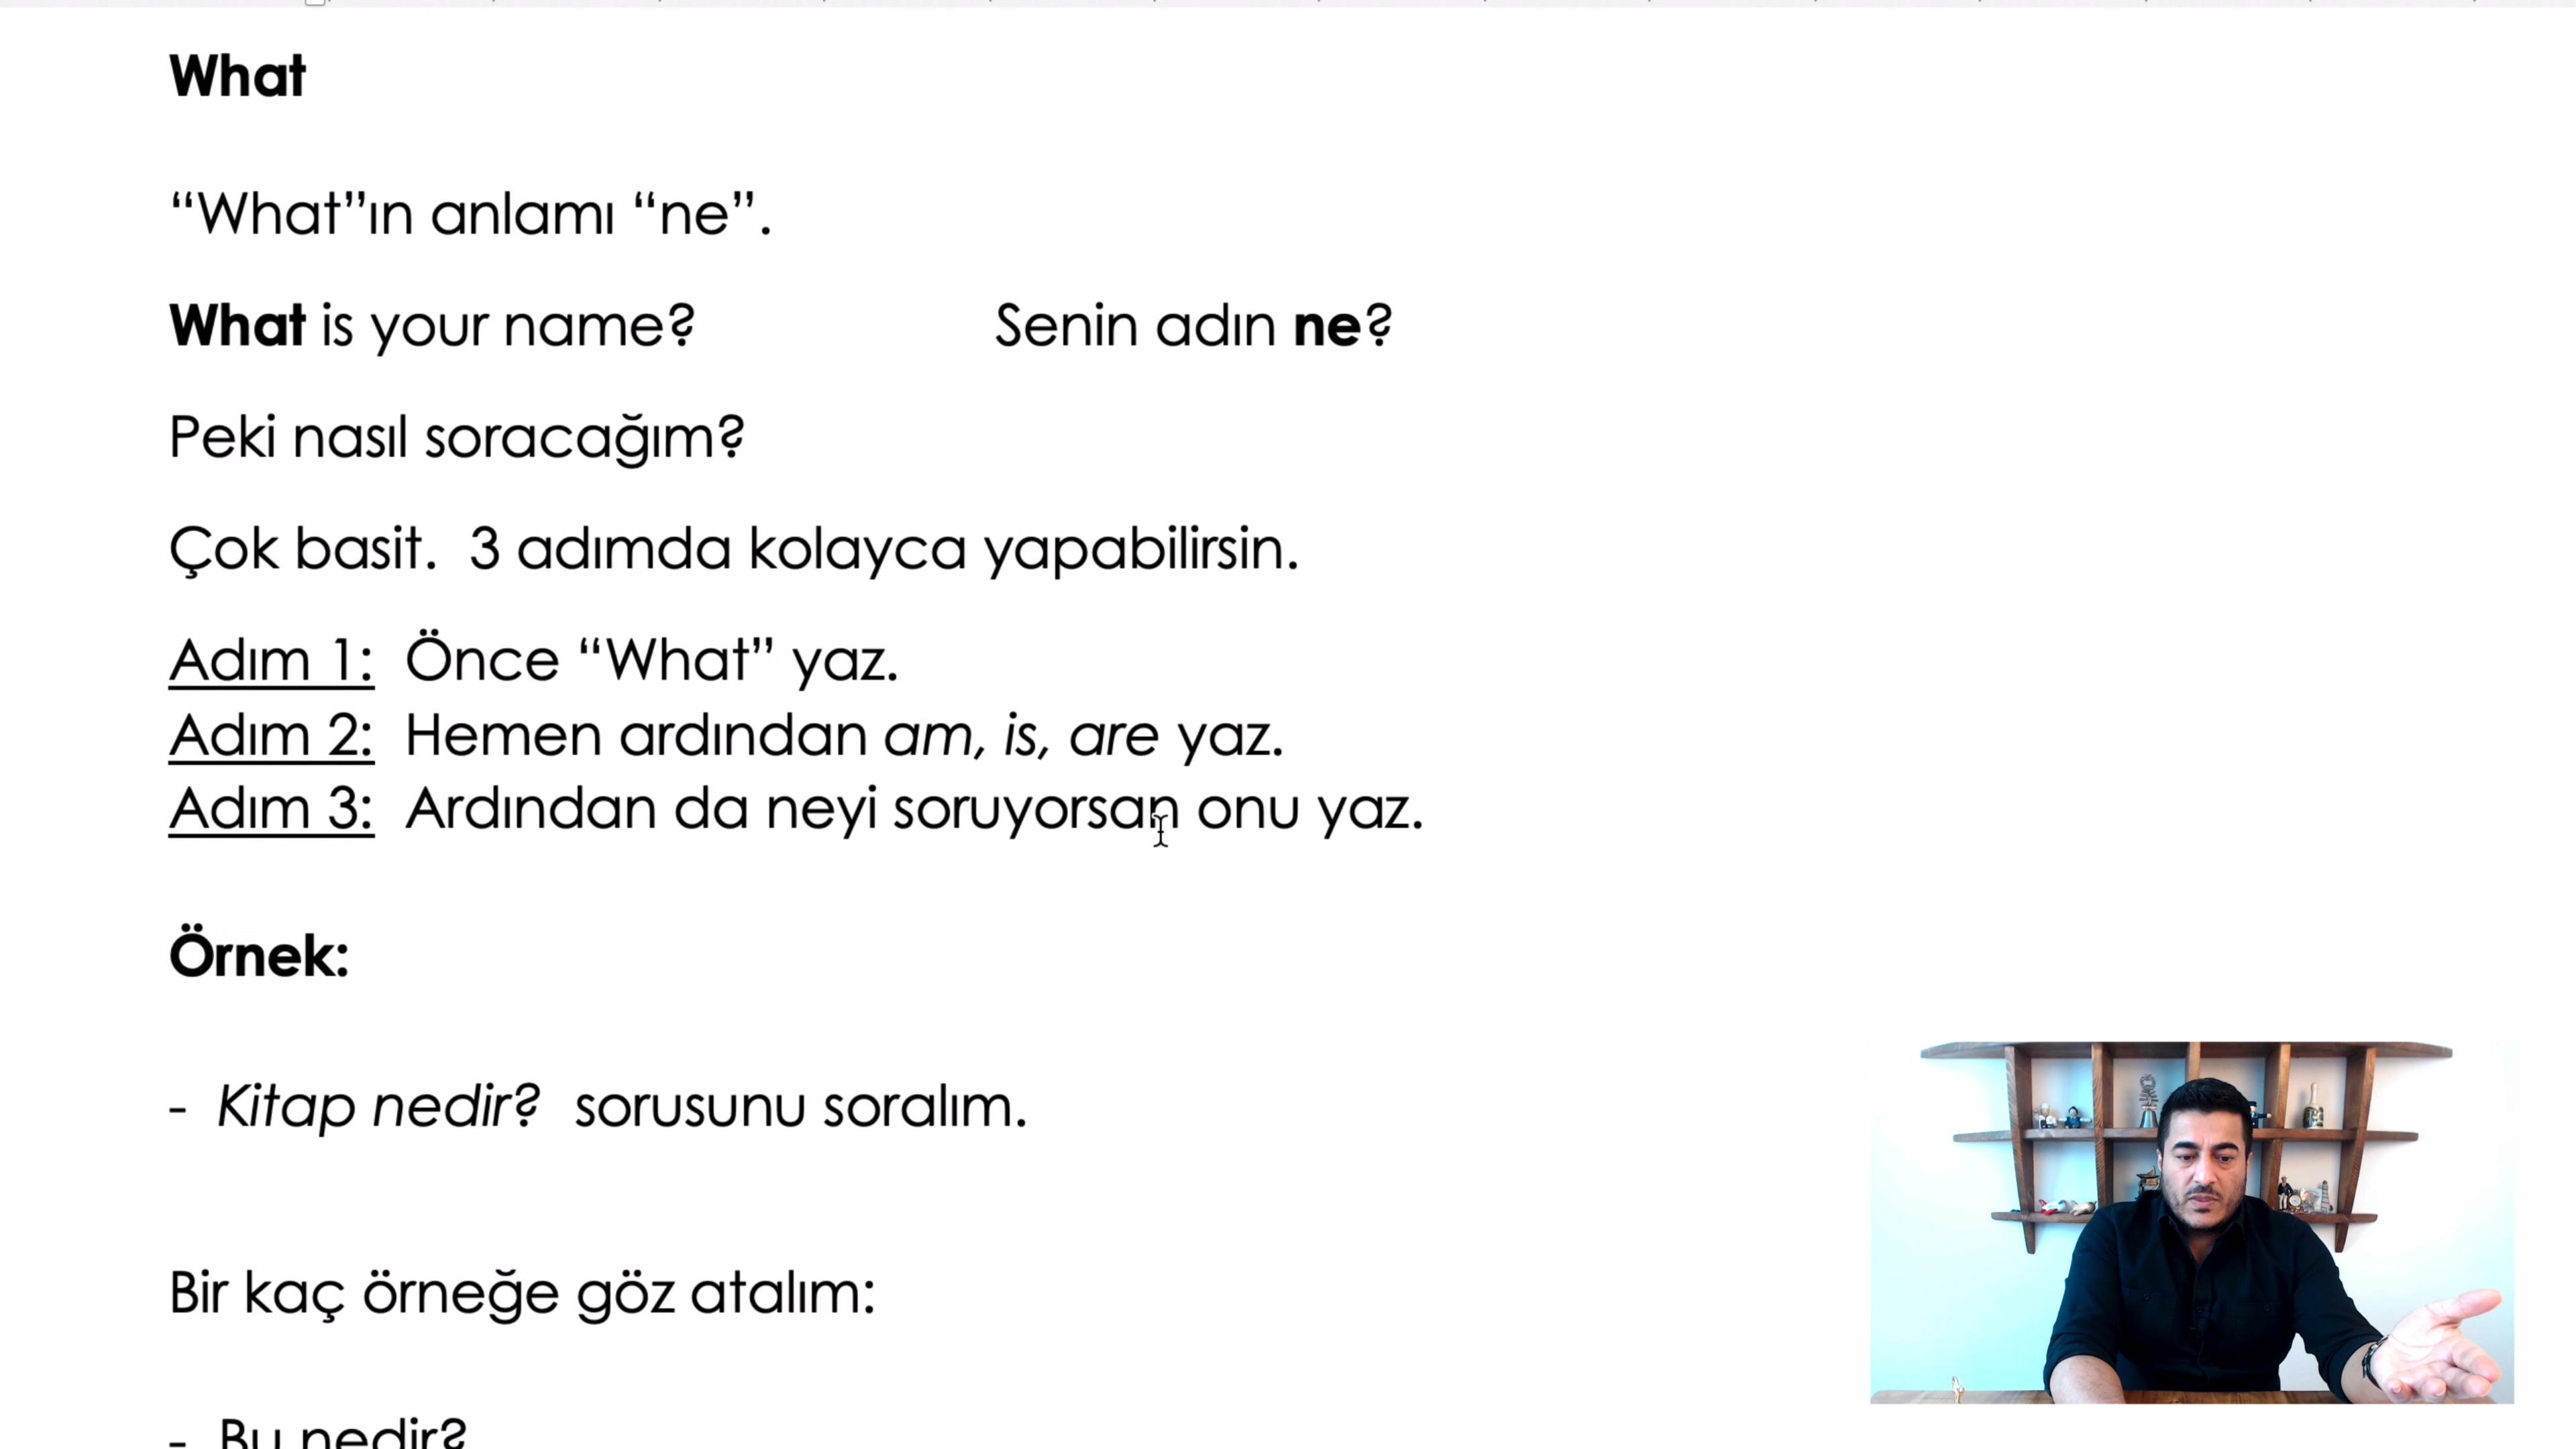 What
“What”ın anlamı “ne”.
What is your name? Senin adın ne?
Peki nasıl soracağım?
Çok basit. 3 adımda kolayca yapabilirsin.
Adım 1: Önce “What” yaz.
Adım 2: Hemen ardından am, is, are yaz.
Adım 3: Ardından da neyi soruyorsan onu yaz.
Örnek:
- Kitap nedir? sorusunu soralım.
Bir kaç örneğe göz atalım:
- Bu nedir?